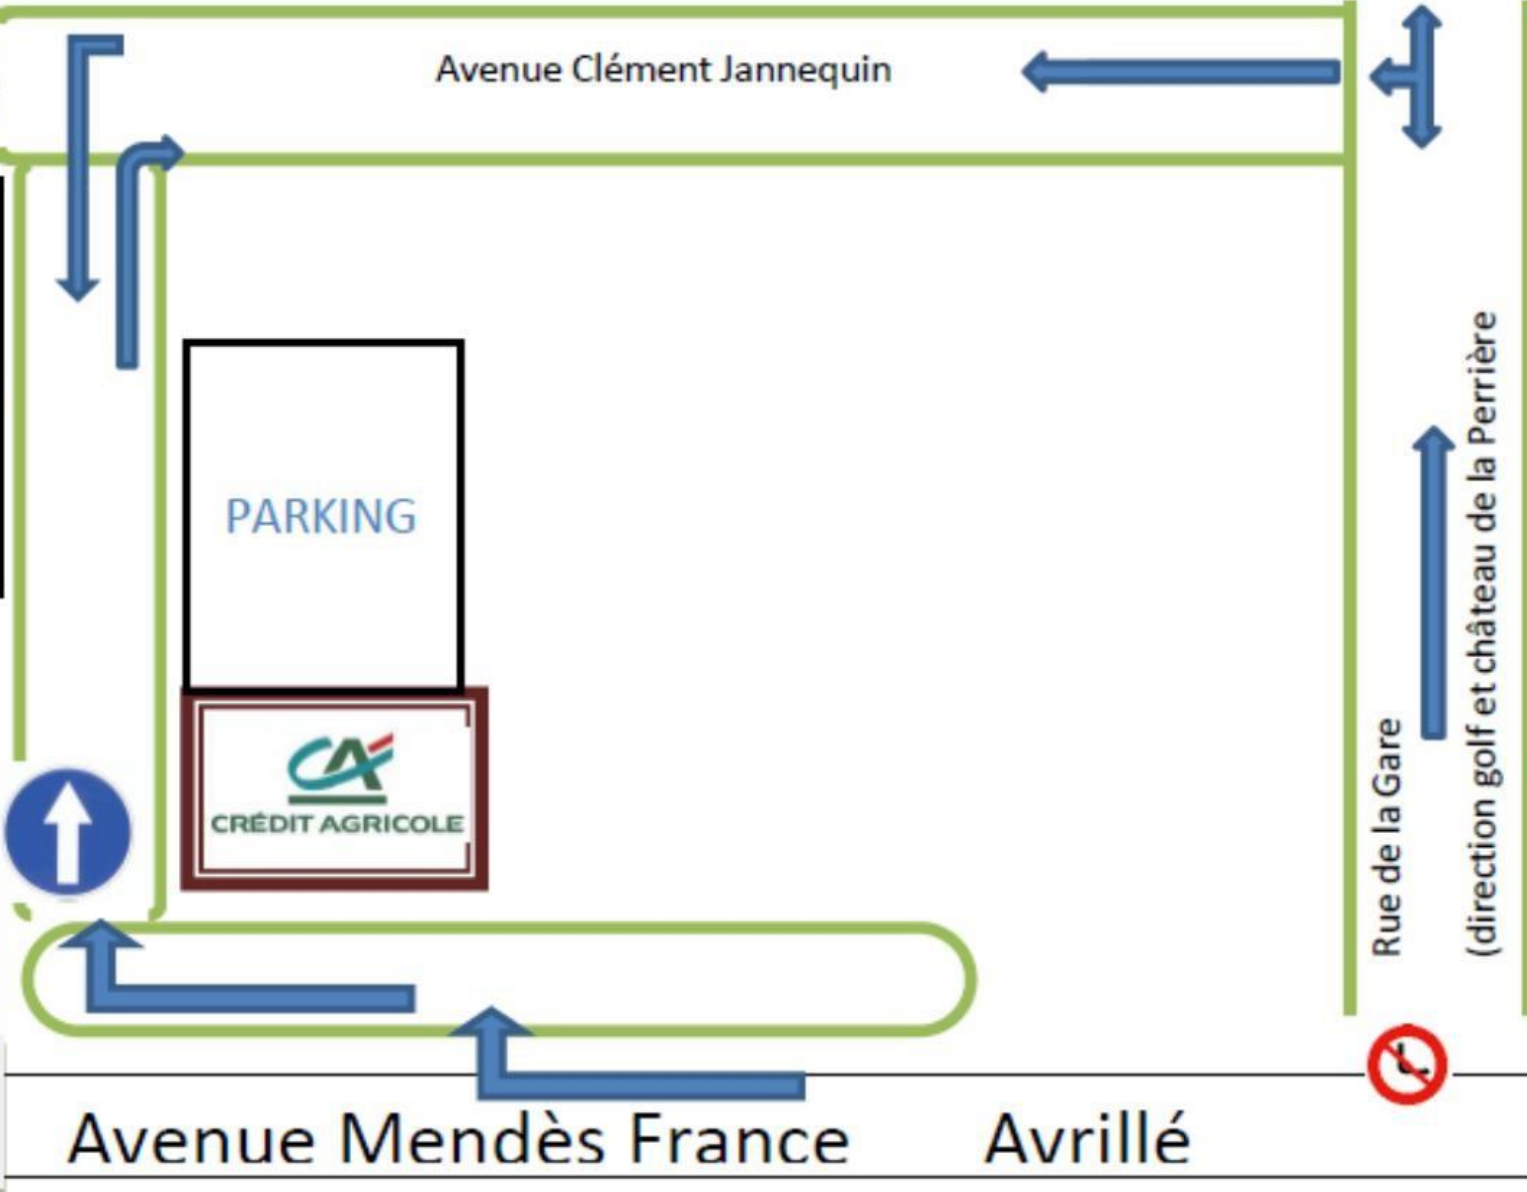 Avenue Clément Jannequin
PARKING
CRÉDIT AGRICOLE
Rue de la Gare
(direction golf et château de la Perrière
Avenue Mendès France
Avrillé